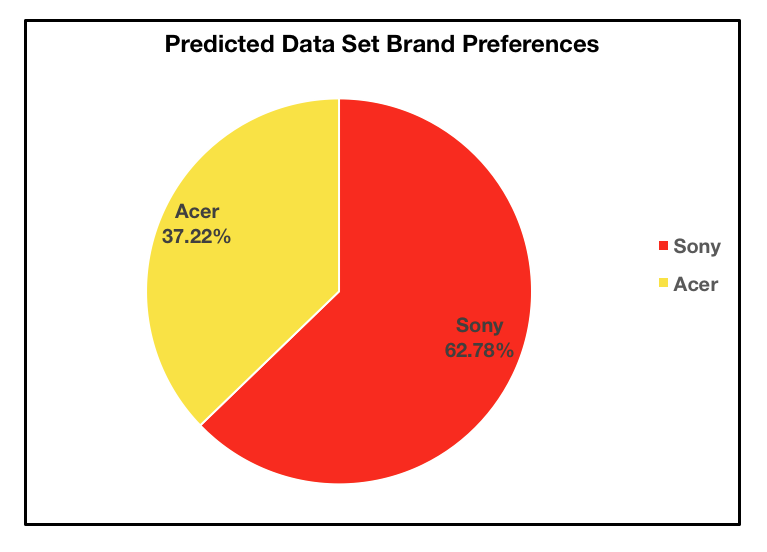 Predicted Data Set Brand Preferences
Acer
37.22%
Sony
62.78%
Sony
Acer